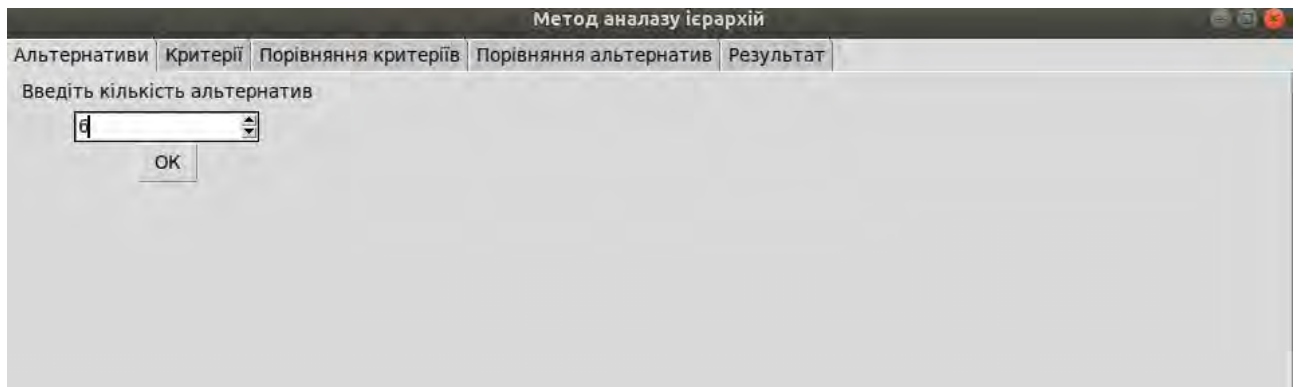 Метод аналазу ієрархій
Альтернативи Критерії Порівняння критеріїв Порівняння альтернатив Результат
Введіть кількість альтернатив
6
OK